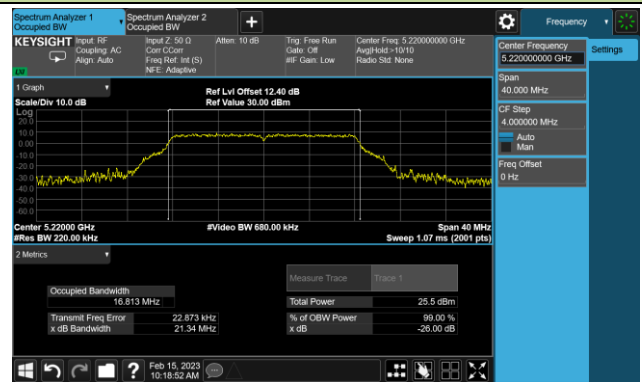 Spectrum Analyzer 1
Occupied BW
Spectrum Analyzer 2
Occupied BW
+
Frequency
KEYSIGHT
Input: RF
Coupling: AC
Align: Auto
Input Z: 50 Ω
Corr CCorr
Freq Ref: Int (S)
NFE: Adaptive
Atten: 10 dB
Trig: Free Run
Gate: Off
#IF Gain: Low
Center Freq: 5.220000000 GHz
Avg|Hold:>10/10
Radio Std: None
Center Frequency
5.220000000 GHz
Settings
Span
40.000 MHz
CF Step
4.000000 MHz
Auto
Man
Freq Offset
0 Hz
1 Graph
Scale/Div 10.0 dB
Ref Lvl Offset 12.40 dB
Ref Value 30.00 dBm
Log
20.0
10.0
0.00
-10.0
-20.0
-30.0
-40.0
-50.0
-60.0
Center 5.22000 GHz
#Res BW 220.00 kHz
#Video BW 680.00 kHz
Span 40 MHz
Sweep 1.07 ms (2001 pts)
2 Metrics
Measure Trace
Trace 1
Occupied Bandwidth
16.813 MHz
Total Power
25.5 dBm
Transmit Freq Error
22.873 kHz
% of OBW Power
99.00 %
x dB Bandwidth
21.34 MHz
x dB
-26.00 dB
?
Feb 15, 2023
10:18:52 AM